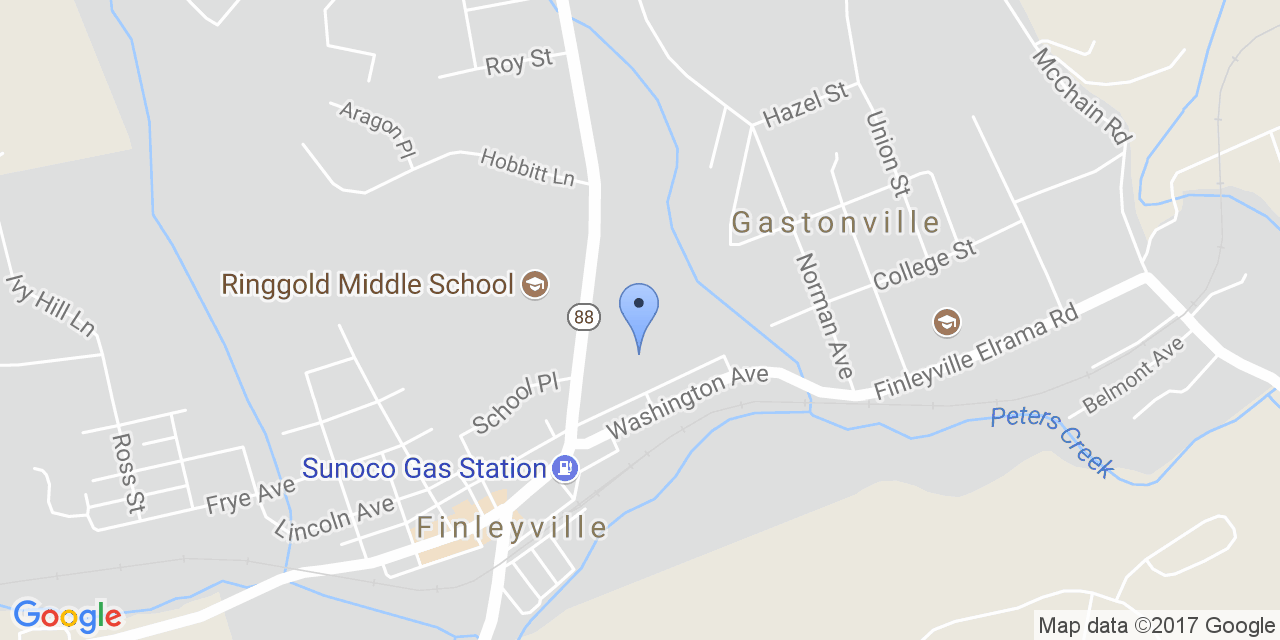 Roy St
McChain Rd
Hazel St
Aragon Pl
Union St
Hobbitt Ln
Gastonville
College St
Ringgold Middle School
Norman Ave
Ivy Hill Ln
88
Finleyville Elrama Rd
Belmont Ave
School Pl
Washington Ave
Peters Creek
Ross St
Sunoco Gas Station
Frye Ave
Lincoln Ave
Finleyville
Google
Map data ©2017 Google